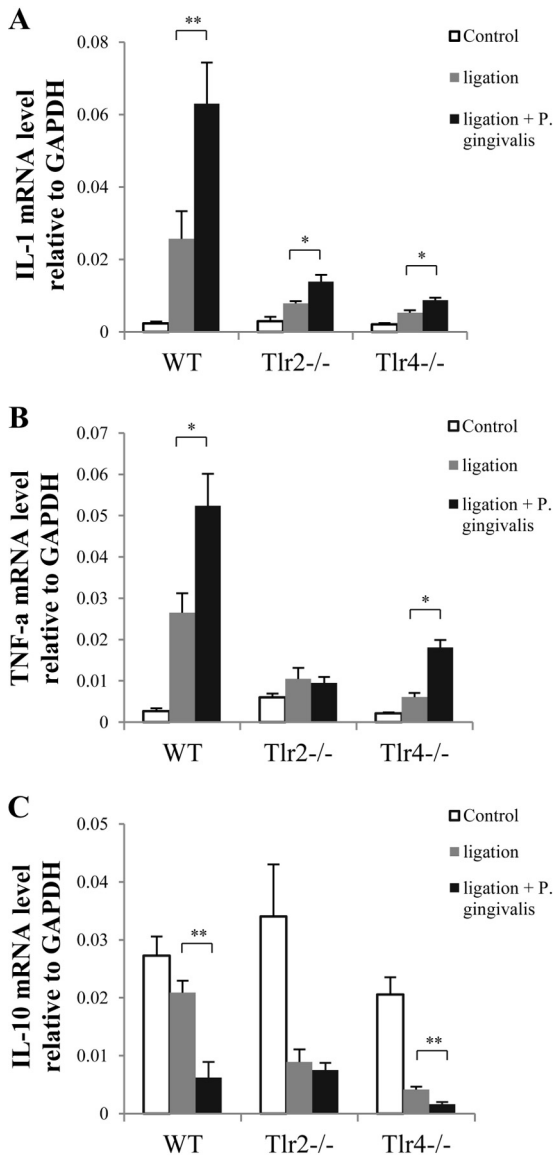 A
IL-1 mRNA level
relative to GAPDH
0.08
0.06
0.04
0.02
0
**
*
*
WT
Tlr2-/-
Tlr4-/-
Control
ligation
ligation + P.
gingivalis
B
TNF-a mRNA level
relative to GAPDH
0.07
0.06
0.05
0.04
0.03
0.02
0.01
0
*
*
WT
Tlr2-/-
Tlr4-/-
Control
ligation
ligation + P.
gingivalis
C
IL-10 mRNA level
relative to GAPDH
0.05
0.04
0.03
0.02
0.01
0
**
**
WT
Tlr2-/-
Tlr4-/-
Control
ligation
ligation + P.
gingivalis